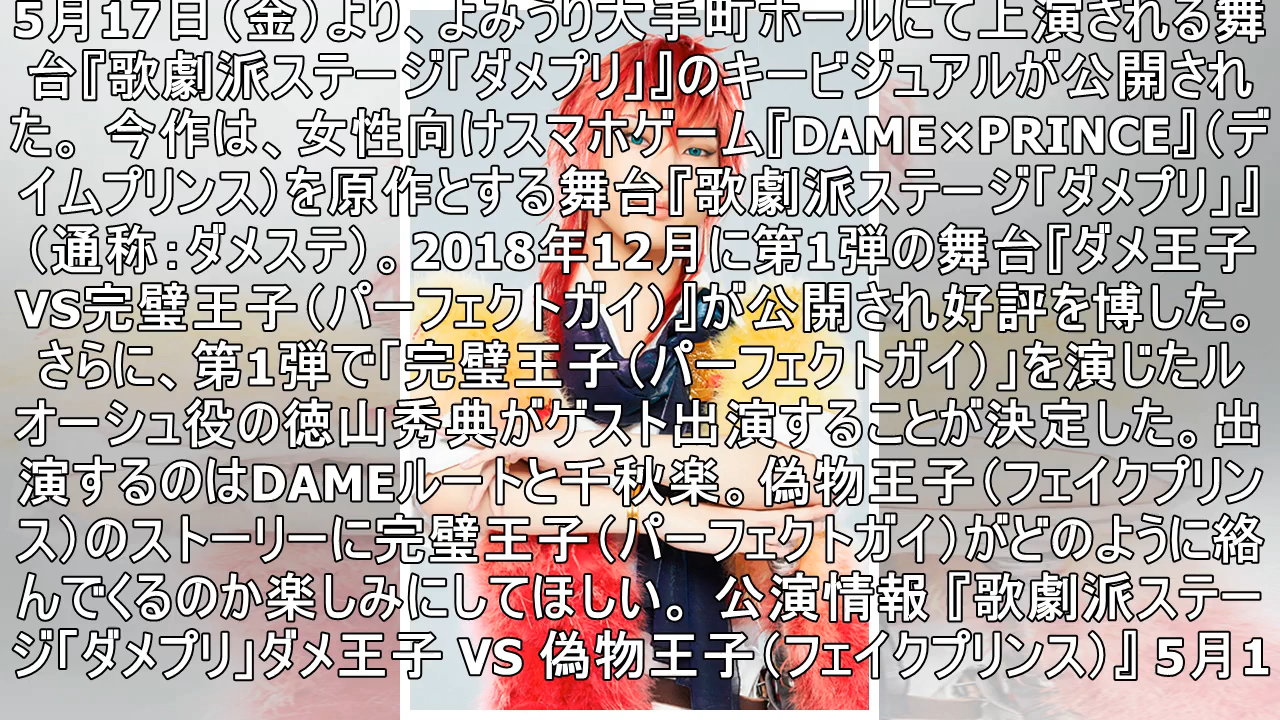 5月17日（金）より、よみうり大手町ホールにて上演される舞
台『歌劇派ステージ「ダメプリ」』のキービジュアルが公開され
た。 今作は、女性向けスマホゲーム『DAME×PRINCE』（デ
イムプリンス）を原作とする舞台『歌劇派ステージ「ダメプリ」』
（通称：ダメステ）。2018年12月に第1弾の舞台『ダメ王子
VS完璧王子（パーフェクトガイ）』が公開され好評を博した。
さらに、第1弾で「完璧王子（パーフェクトガイ）」を演じたル
オーシュ役の徳山秀典がゲスト出演することが決定した。出
演するのはDAMEルートと千秋楽。偽物王子（フェイクプリン
ス）のストーリーに完璧王子（パーフェクトガイ）がどのように絡
んでくるのか楽しみにしてほしい。 公演情報 『歌劇派ステー
ジ「ダメプリ」ダメ王子 VS 偽物王子（フェイクプリンス）』 5月1